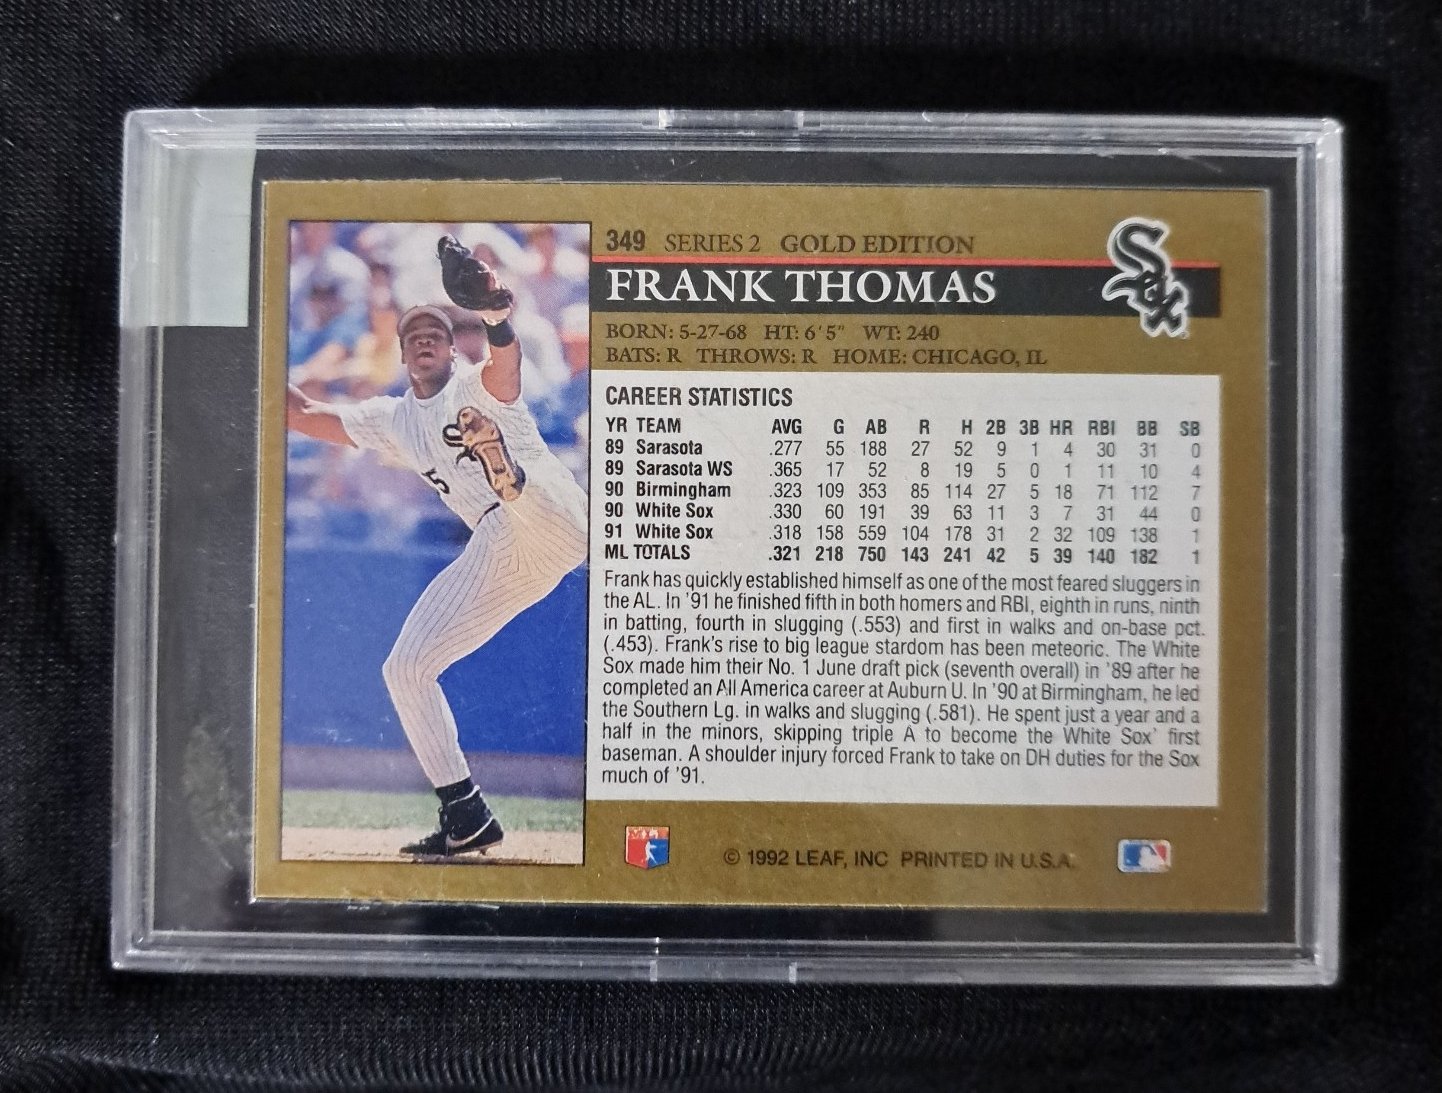 349 SERIES 2 GOLD EDITION
FRANK THOMAS
Sox
BORN: 5-27-68 HT: 6'5" WT: 240
BATS: R THROWS: R HOME: CHICAGO, IL
CAREER STATISTICS
YR TEAM AVG G AB R H 2B 3B HR RBI BB SB
89 Sarasota .277 55 188 27 52 9 1 4 30 31 0
89 Sarasota WS .365 17 52 8 19 5 0 1 11 10 4
90 Birmingham .323 109 353 85 114 27 5 18 71 112 7
90 White Sox .330 60 191 39 63 11 3 7 31 44 0
91 White Sox .318 158 559 104 178 31 2 32 109 138 1
ML TOTALS .321 218 750 143 241 42 5 39 140 182 1
Frank has quickly established himself as one of the most feared sluggers in
the AL. In '91 he finished fifth in both homers and RBI, eighth in runs, ninth
in batting, fourth in slugging (.553) and first in walks and on-base pct.
(.453). Frank's rise to big league stardom has been meteoric. The White
Sox made him their No. 1 June draft pick (seventh overall) in '89 after he
completed an All America career at Auburn U. In '90 at Birmingham, he led
the Southern Lg. in walks and slugging (.581). He spent just a year and a
half in the minors, skipping triple A to become the White Sox' first
baseman. A shoulder injury forced Frank to take on DH duties for the Sox
much of '91.
5
© 1992 LEAF, INC PRINTED IN U.S.A.